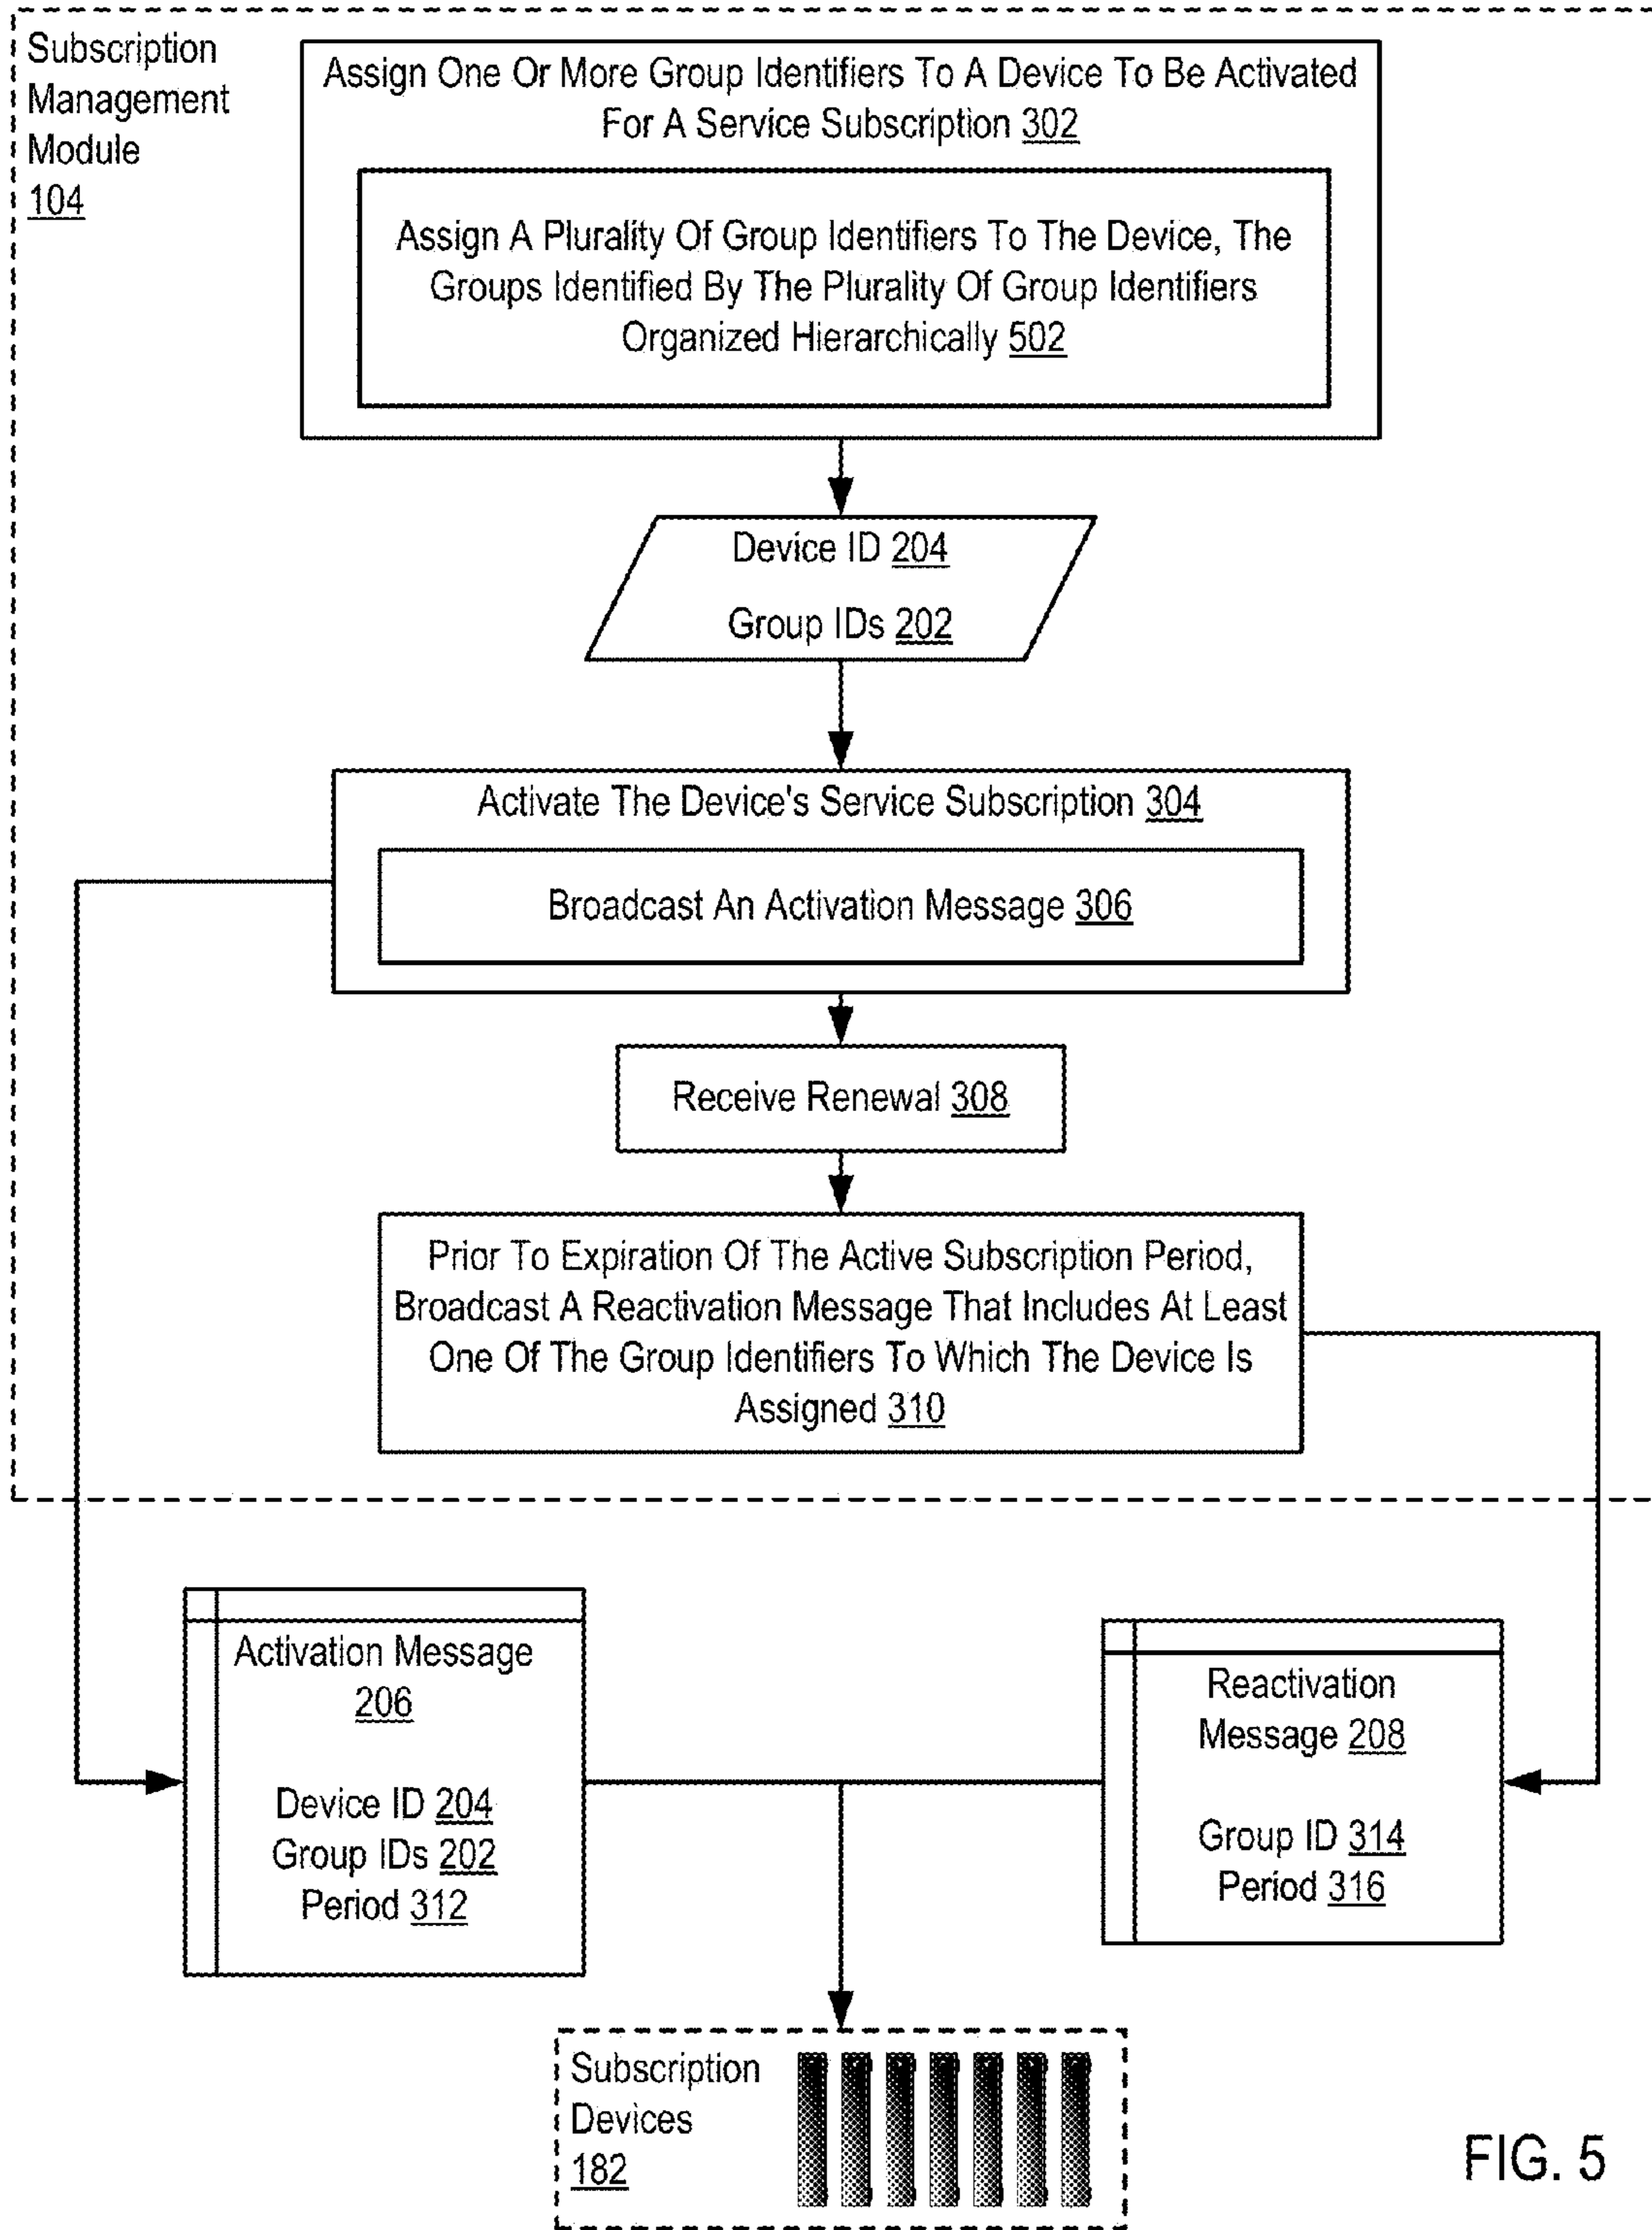 Subscription
Management
Module
104
Assign One Or More Group Identifiers To A Device To Be Activated
For A Service Subscription 302
Assign A Plurality Of Group Identifiers To The Device, The
Groups Identified By The Plurality Of Group Identifiers
Organized Hierarchically 502
Device ID 204
Group IDs 202
Activate The Device's Service Subscription 304
Broadcast An Activation Message 306
Receive Renewal 308
Prior To Expiration Of The Active Subscription Period,
Broadcast A Reactivation Message That Includes At Least
One Of The Group Identifiers To Which The Device Is
Assigned 310
Activation Message
206
Device ID 204
Group IDs 202
Period 312
Reactivation
Message 208
Group ID 314
Period 316
Subscription
Devices
182
FIG. 5